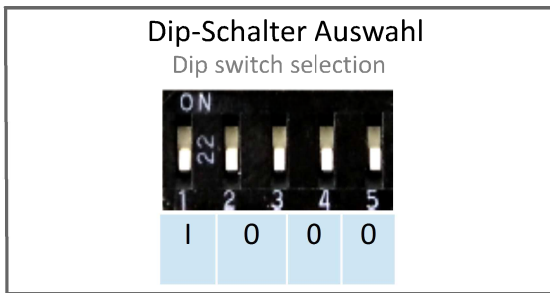 Dip-Schalter Auswahl
Dip switch selection
ON
22
1 2 3 4 5
I 0 0 0